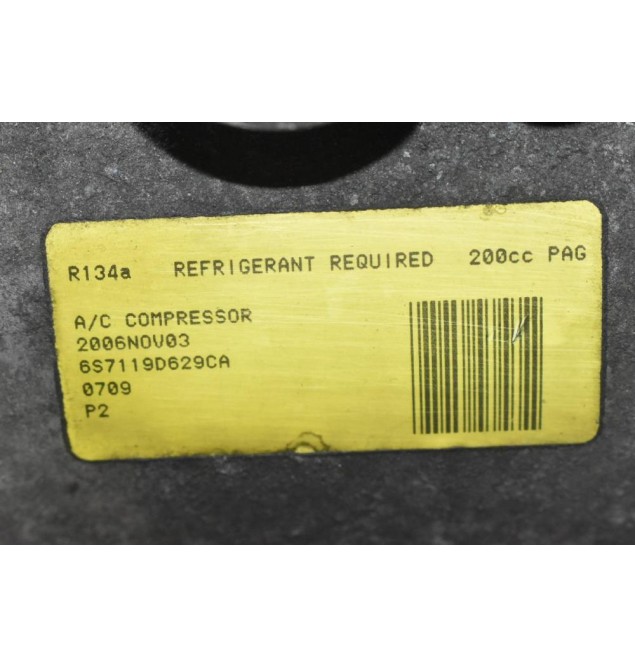 R134a REFRIGERANT REQUIRED 200cc PAG
A/C COMPRESSOR
2006NOV03
6S7119D629CA
0709
P2